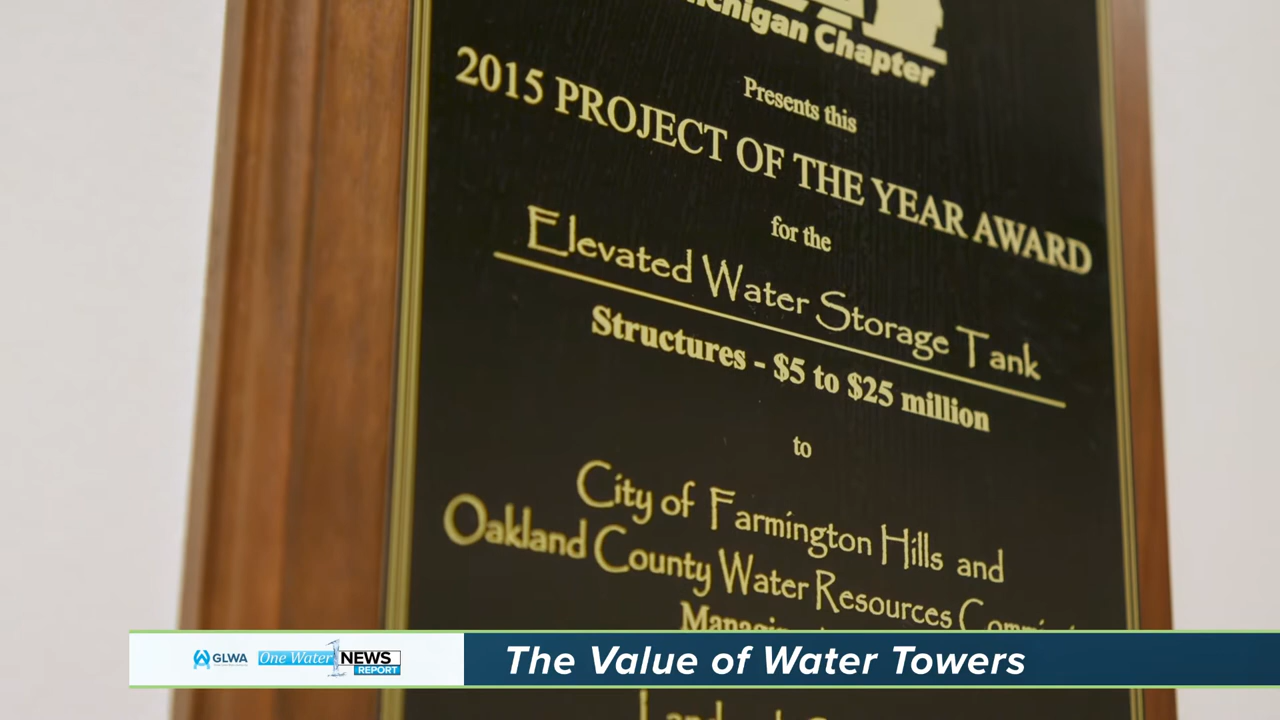 Michigan Chapter
Presents this
2015 PROJECT OF THE YEAR AWARD
for the
Elevated Water Storage Tank
Structures - $5 to $25 million
to
City of Farmington Hills and
Oakland County Water Resources
GLWA
One Water 1 NEWS
REPORT
The Value of Water Towers